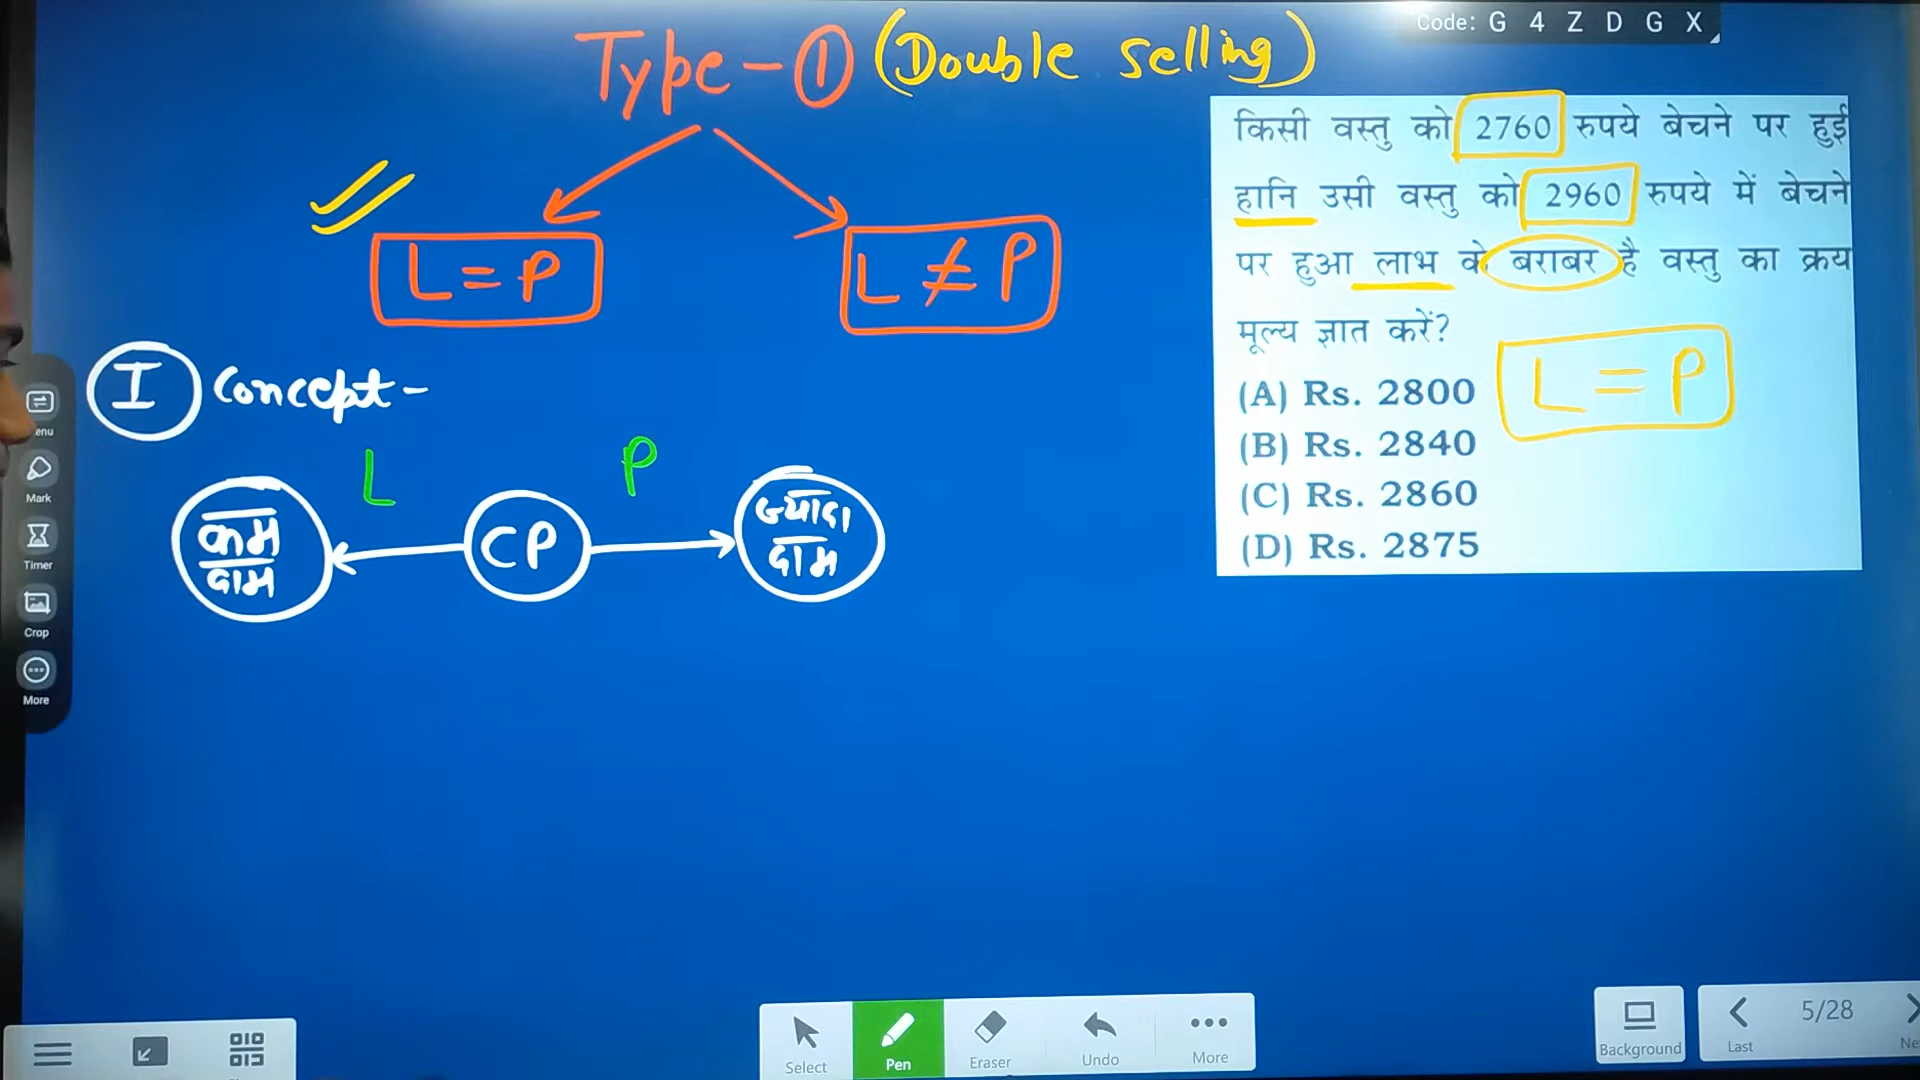 Code: G 4 Z D G X
Type-① (Double selling)
L = P
L ≠ P
I Concept-
L
P
कम दाम
CP
ज्यादा दाम
किसी वस्तु को 2760 रुपये बेचने पर हुई
हानि उसी वस्तु को 2960 रुपये में बेचने
पर हुआ लाभ के बराबर है वस्तु का क्रय
मूल्य ज्ञात करें?
L = P
(A) Rs. 2800
(B) Rs. 2840
(C) Rs. 2860
(D) Rs. 2875
enu
Mark
Timer
Crop
More
Select
Pen
Eraser
Undo
More
Background
5/28
Last
Ne